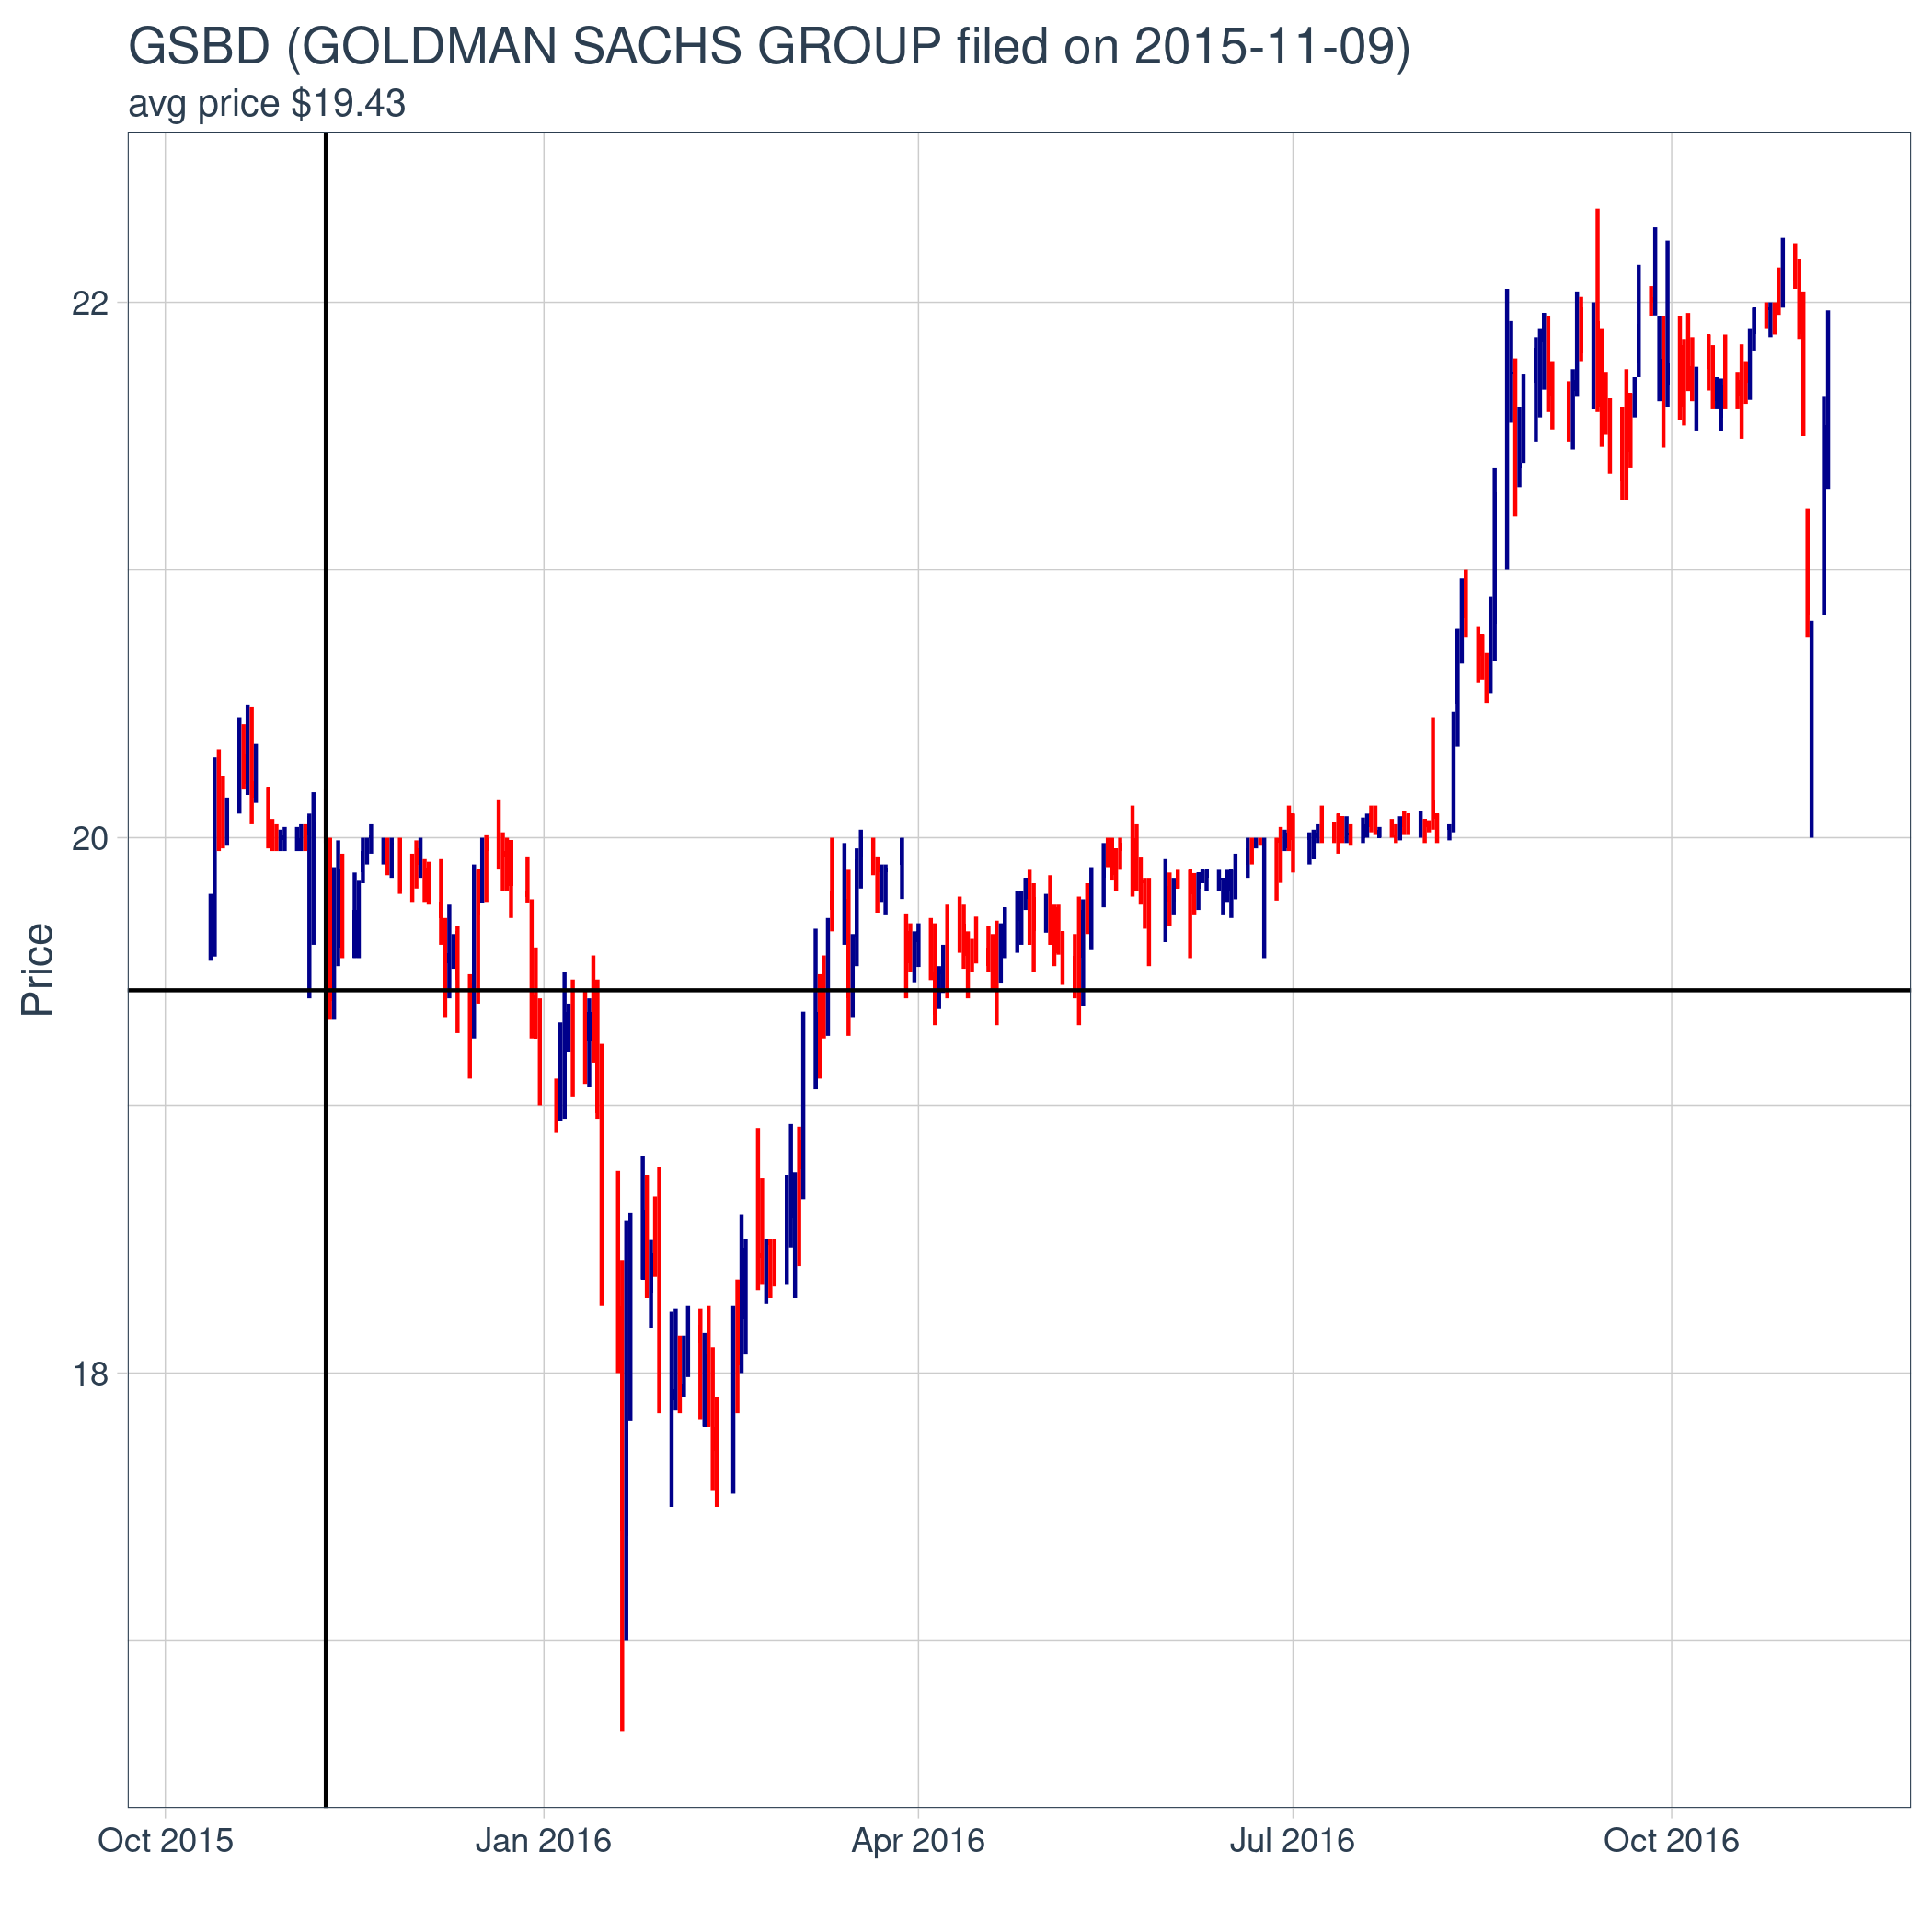 GSBD (GOLDMAN SACHS GROUP filed on 2015-11-09)
avg price $19.43
Price
22
20
18
Oct 2015 Jan 2016 Apr 2016 Jul 2016 Oct 2016